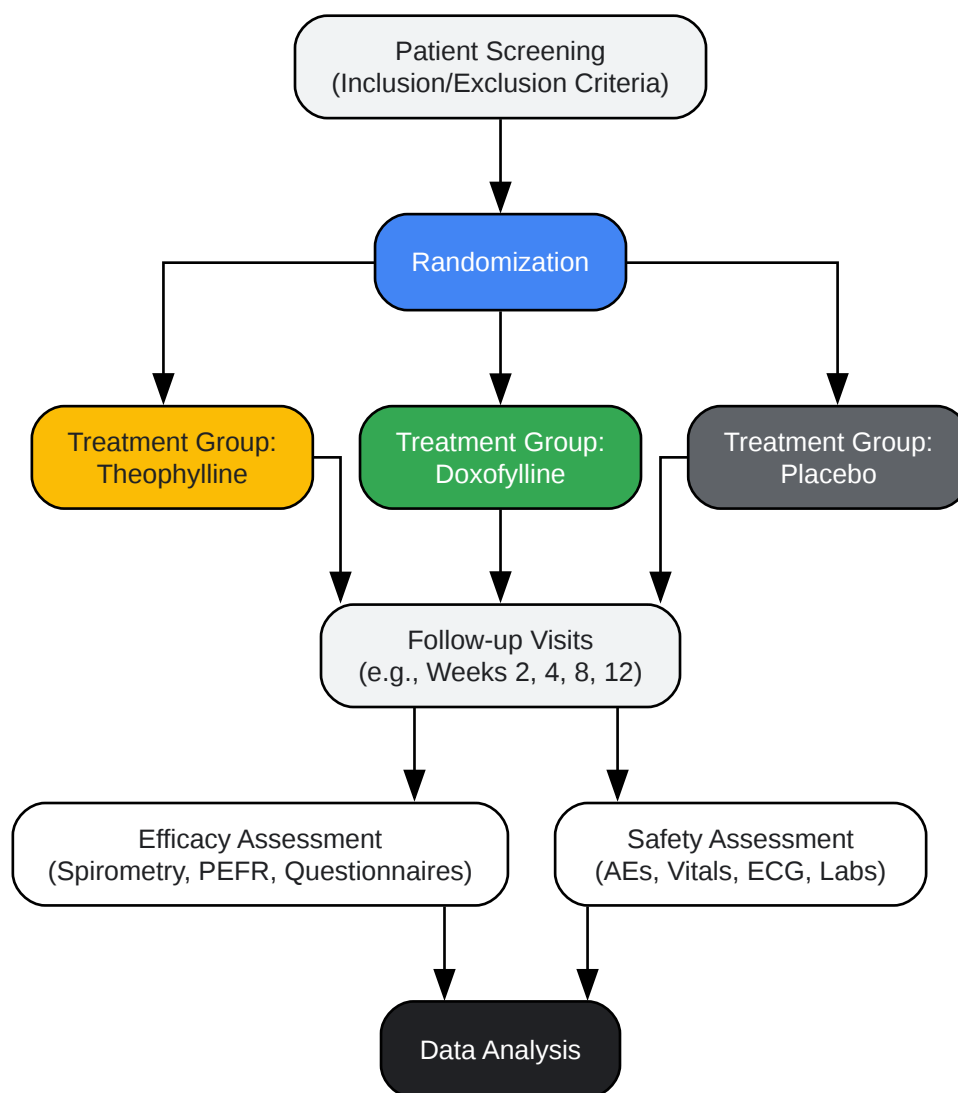 Patient Screening
(Inclusion/Exclusion Criteria)
Randomization
Treatment Group:
Theophylline
Treatment Group:
Doxofylline
Treatment Group:
Placebo
Follow-up Visits
(e.g., Weeks 2, 4, 8, 12)
Efficacy Assessment
(Spirometry, PEFR, Questionnaires)
Safety Assessment
(AEs, Vitals, ECG, Labs)
Data Analysis